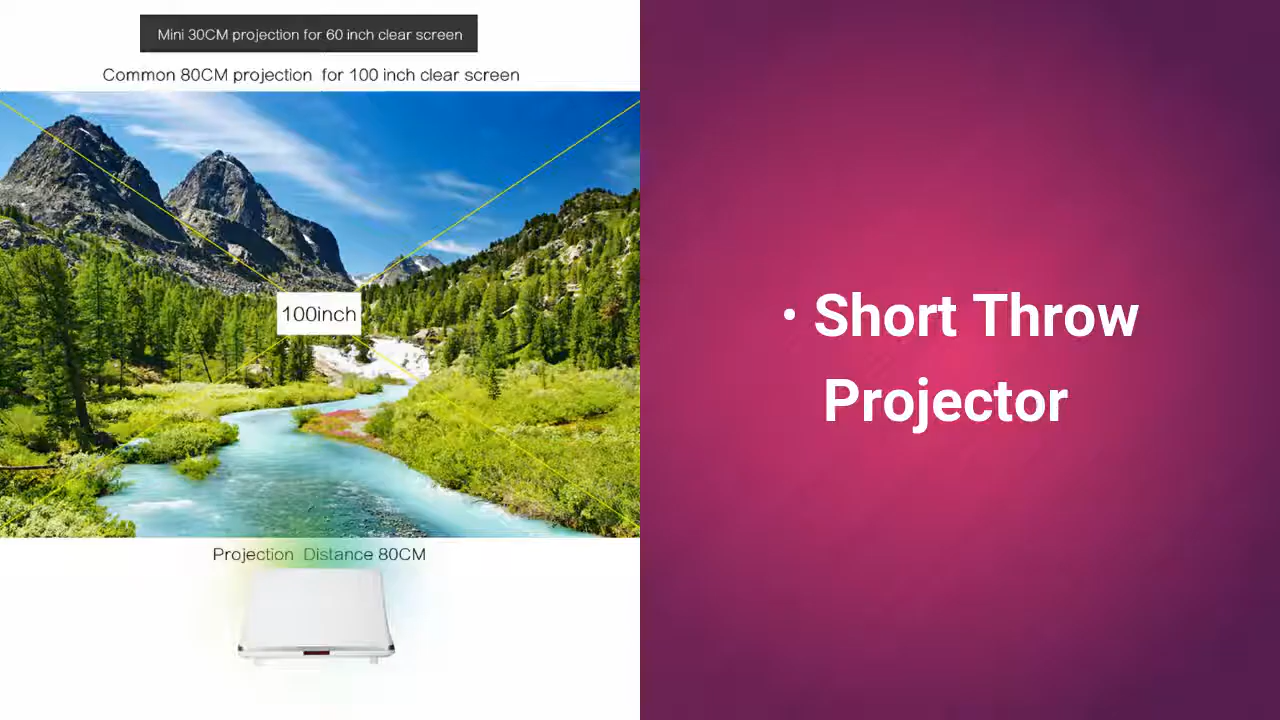 Mini 30CM projection for 60 inch clear screen
Common 80CM projection for 100 inch clear screen
100inch
Projection Distance 80CM
• Short Throw
Projector